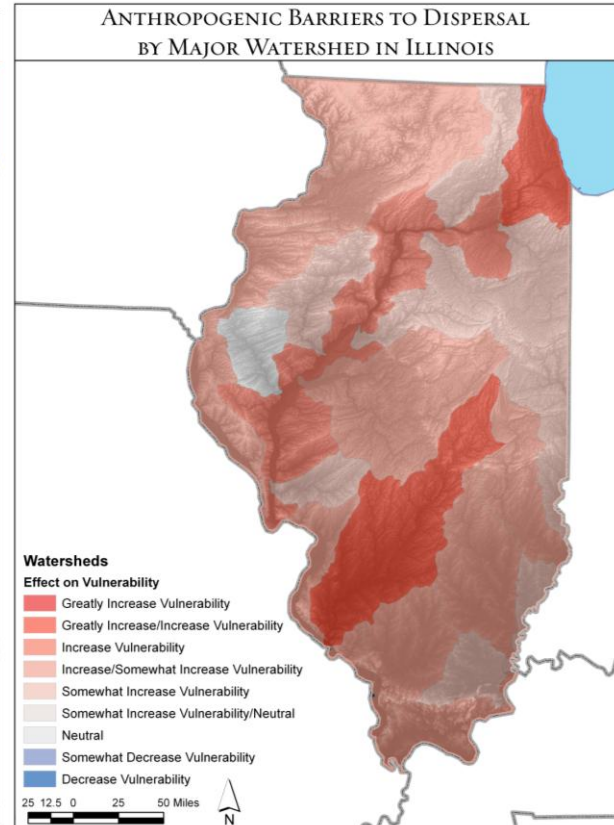 ANTHROPOGENIC BARRIERS TO DISPERSAL
BY MAJOR WATERSHED IN ILLINOIS
Watersheds
Effect on Vulnerability
Greatly Increase Vulnerability
Greatly Increase/Increase Vulnerability
Increase Vulnerability
Increase/Somewhat Increase Vulnerability
Somewhat Increase Vulnerability
Somewhat Increase Vulnerability/Neutral
Neutral
Somewhat Decrease Vulnerability
Decrease Vulnerability
25 12.5 0 25 50 Miles
N